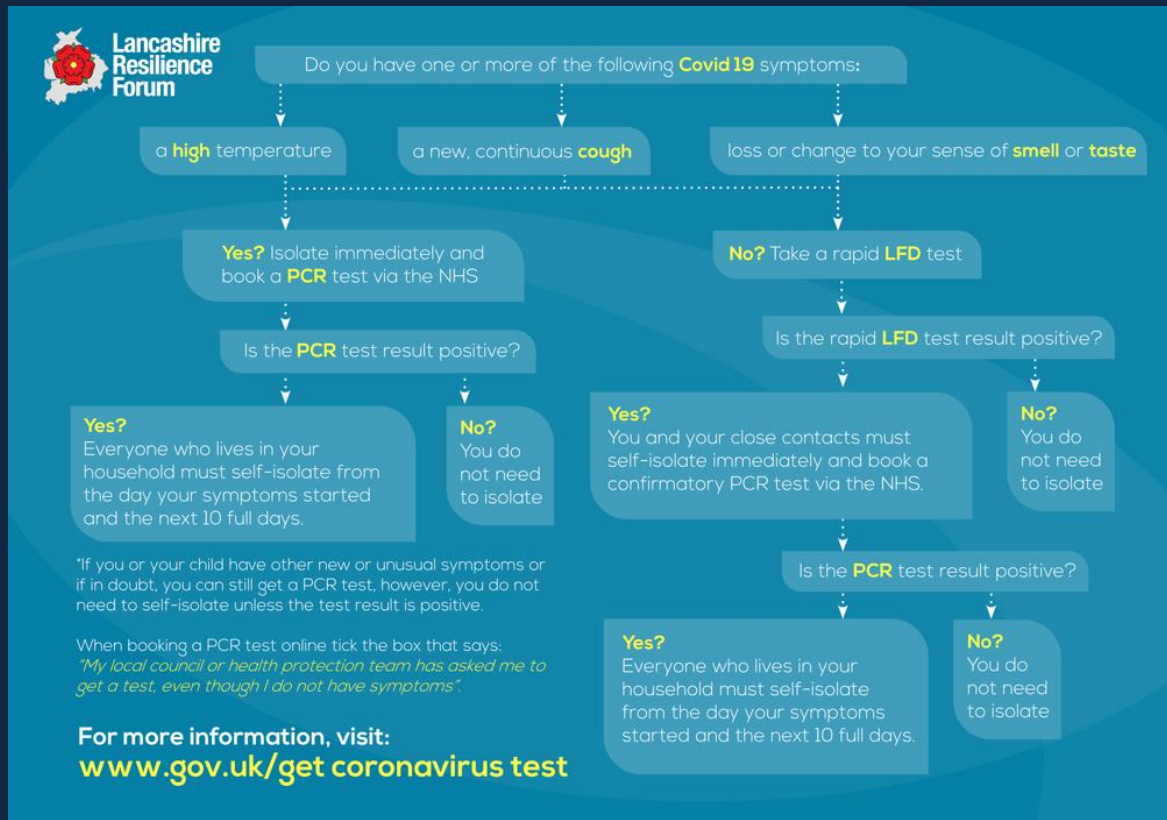 Lancashire
Resilience
Forum
Do you have one or more of the following Covid 19 symptoms:
a high temperature
a new, continuous cough
loss or change to your sense of smell or taste
Yes? Isolate immediately and
book a PCR test via the NHS
No? Take a rapid LFD test
Is the PCR test result positive?
Is the rapid LFD test result positive?
Yes?
Everyone who lives in your
household must self-isolate from
the day your symptoms started
and the next 10 full days.
No?
You do
not need
to isolate
Yes?
You and your close contacts must
self-isolate immediately and book a
confirmatory PCR test via the NHS.
No?
You do
not need
to isolate
Is the PCR test result positive?
Yes?
Everyone who lives in your
household must self-isolate
from the day your symptoms
started and the next 10 full days.
No?
You do
not need
to isolate
"If you or your child have other new or unusual symptoms or
if in doubt, you can still get a PCR test, however, you do not
need to self-isolate unless the test result is positive.
When booking a PCR test online tick the box that says:
"My local council or health protection team has asked me to
get a test, even though I do not have symptoms".
For more information, visit:
www.gov.uk/get coronavirus test